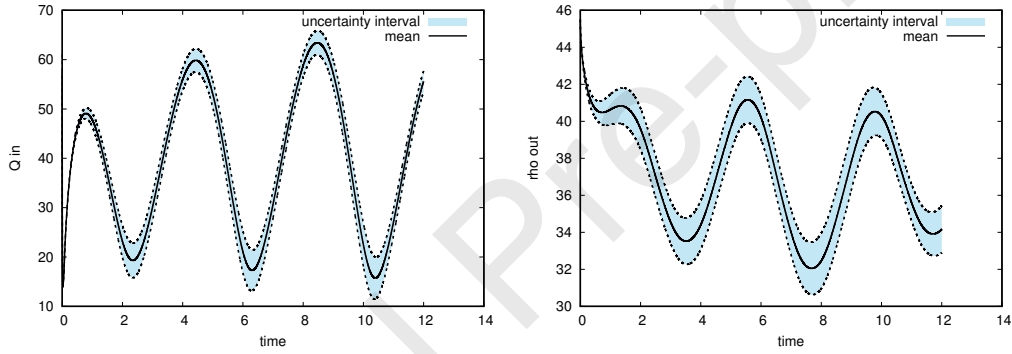 70
60
50
40
30
20
10
0 2 4 6 8 10 12 14
Q in
time
uncertainty interval
mean
46
44
42
40
38
36
34
32
30
0 2 4 6 8 10 12 14
rho out
time
uncertainty interval
mean
l Pre-p